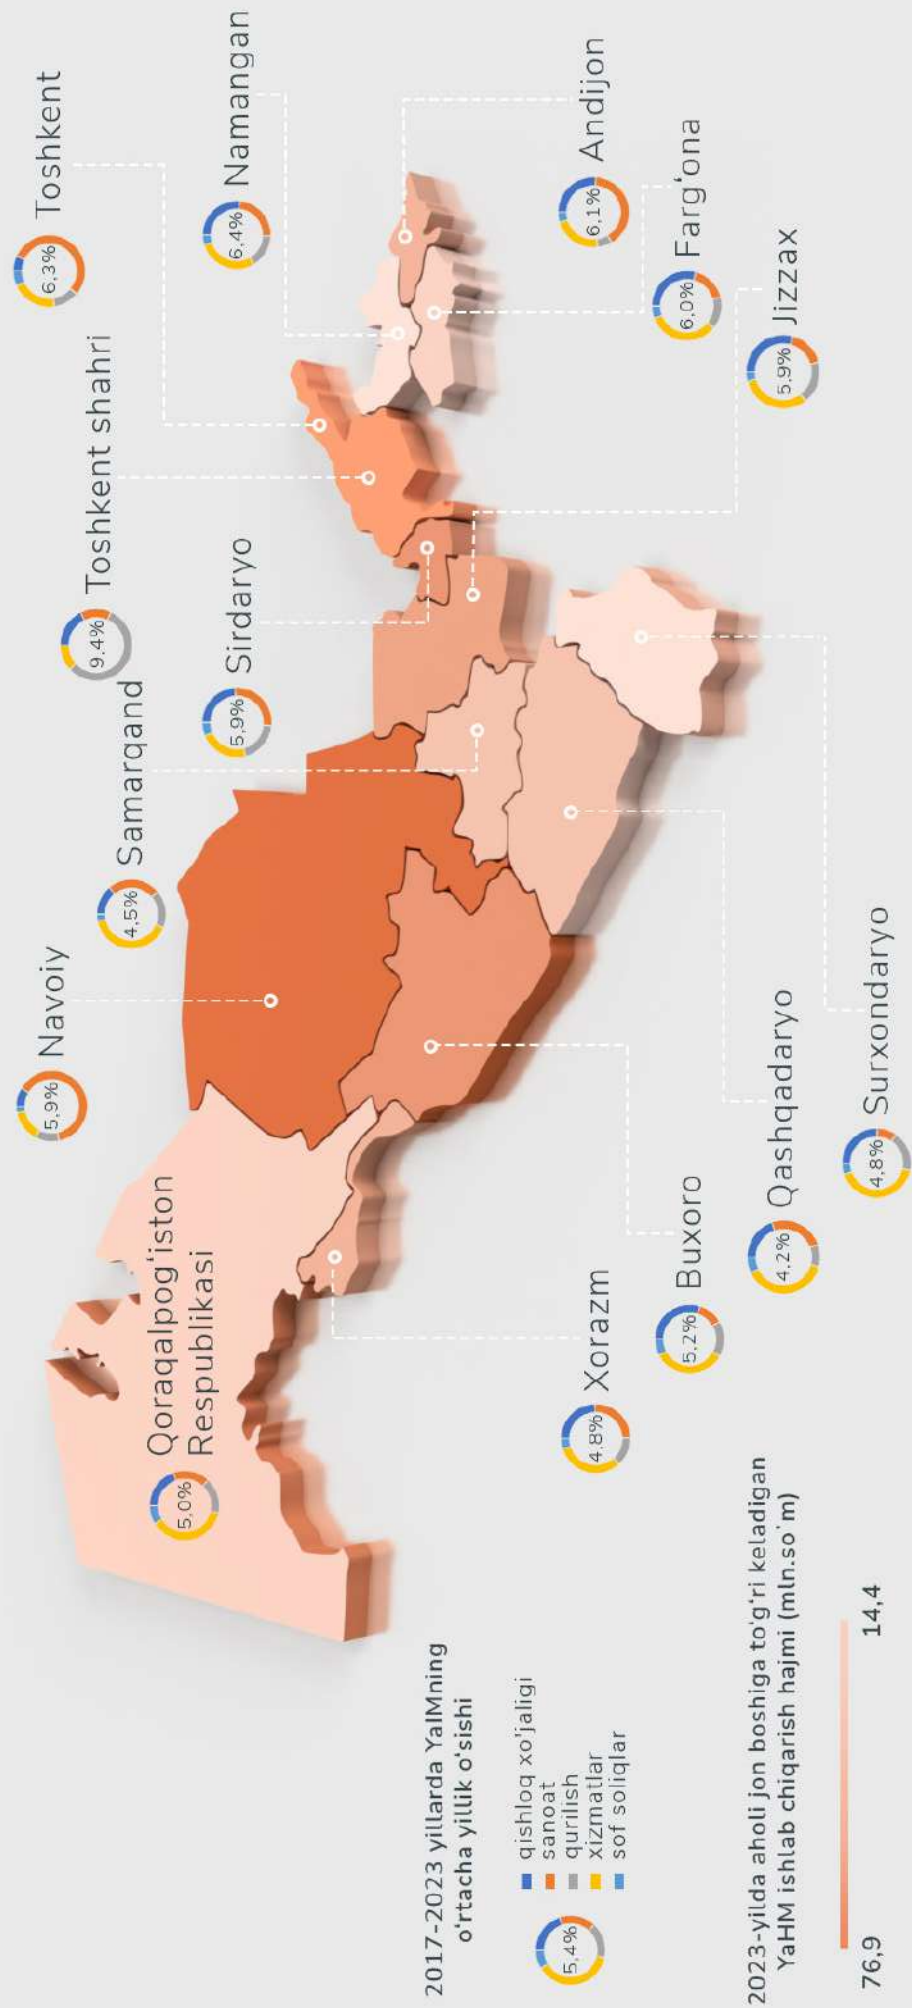 Toshkent
6,3%
Toshkent shahri
9.4%
Namangan
6,4%
Navoiy
5,9%
Samarqand
4,5%
Sirdaryo
5,9%
Qoraqalpog‘iston
Respublikasi
5,0%
Andijon
6,1%
Farg‘ona
6,0%
Jizzax
5,9%
Xorazm
4.8%
Buxoro
5.2%
Qashqadaryo
4.2%
Surxondaryo
4,8%
2017-2023 yillarda YaIMning
o‘rtacha yillik o‘sishi
5,4%
qishloq xo'jaligi
sanoat
qurilish
xizmatlar
sof soliqlar
2023-yilda aholi jon boshiga to‘g‘ri keladigan
YaHM ishlab chiqarish hajmi (mln.so`m)
76,9
14,4